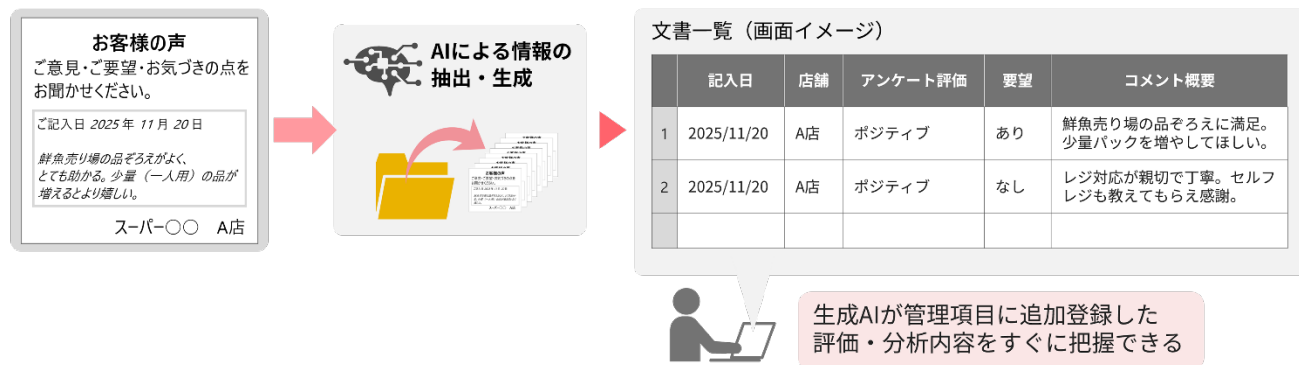 お客様の声
ご意見・ご要望・お気づきの点を
お聞かせください。
ご記入日 2025 年 11 月 20 日
鮮魚売り場の品ぞろえがよく、
とても助かる。少量（一人用）の品が
増えるとより嬉しい。
スーパー〇〇　A店
AIによる情報の
抽出・生成
文書一覧（画面イメージ）
記入日 店舗 アンケート評価 要望 コメント概要
1 2025/11/20 A店 ポジティブ あり 鮮魚売り場の品ぞろえに満足。
少量パックを増やしてほしい。
2 2025/11/20 A店 ポジティブ なし レジ対応が親切で丁寧。セルフ
レジも教えてもらえ感謝。
生成AIが管理項目に追加登録した
評価・分析内容をすぐに把握できる